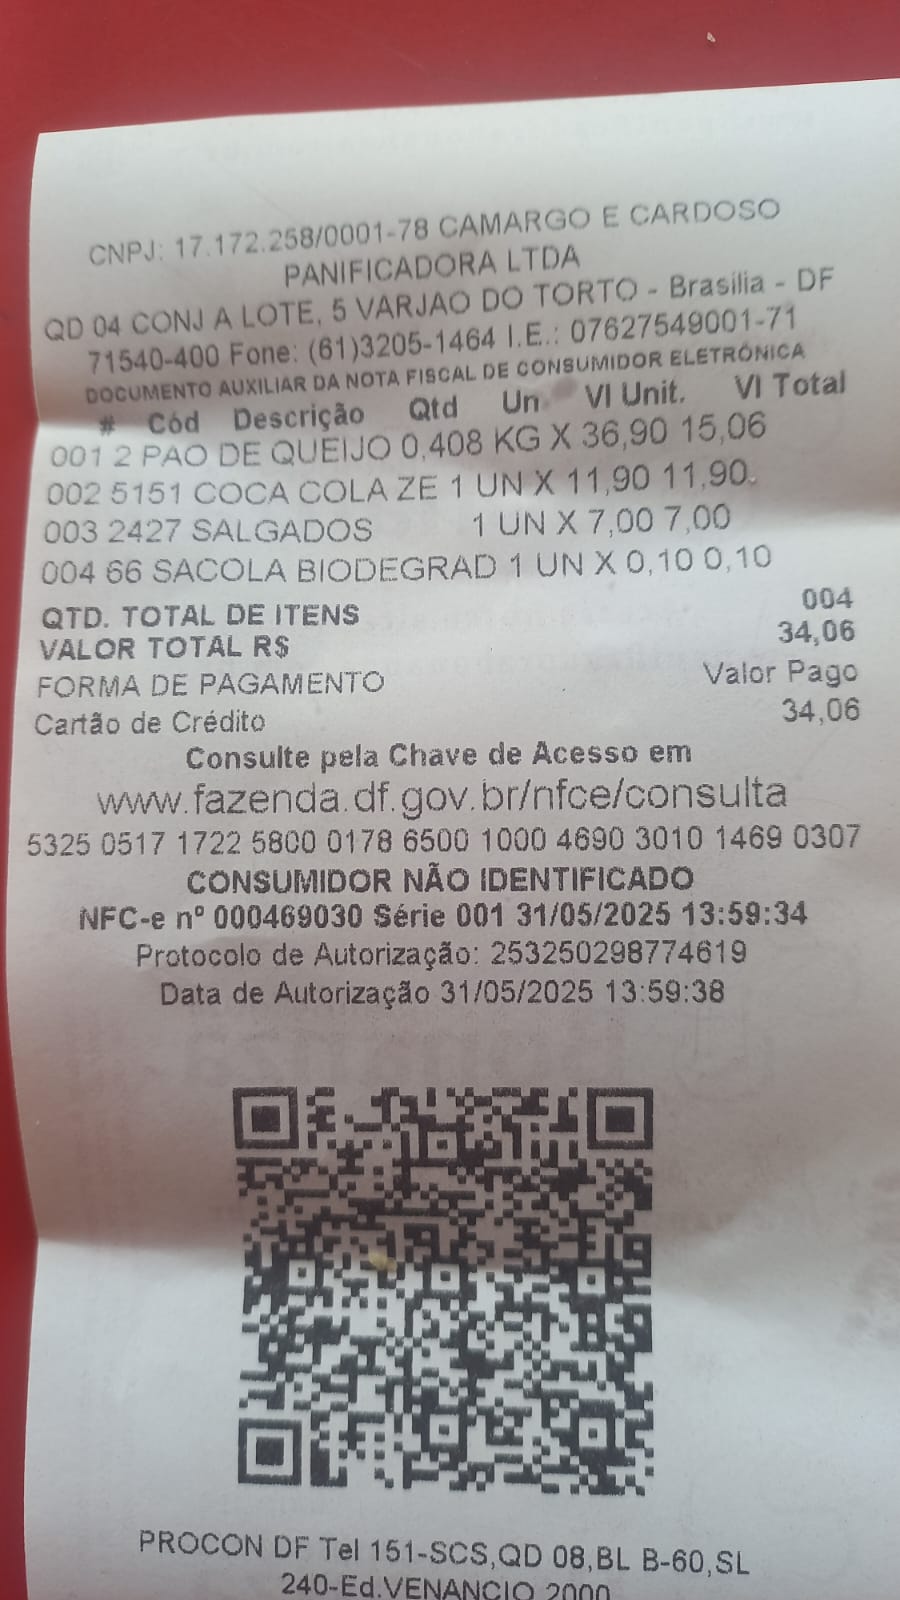 CNPJ: 17.172.258/0001-78 CAMARGO E CARDOSO
PANIFICADORA LTDA
QD 04 CONJ A LOTE, 5 VARJAO DO TORTO - Brasilia - DF
71540-400 Fone: (61)3205-1464 I.E.: 07627549001-71
DOCUMENTO AUXILIAR DA NOTA FISCAL DE CONSUMIDOR ELETRÔNICA
# Cód Descrição Qtd Un VI Unit. VI Total
001 2 PAO DE QUEIJO 0,408 KG X 36,90 15,06
002 5151 COCA COLA ZE 1 UN X 11,90 11,90
003 2427 SALGADOS 1 UN X 7,00 7,00
004 66 SACOLA BIODEGRAD 1 UN X 0,10 0,10
QTD. TOTAL DE ITENS 004
VALOR TOTAL R$ 34,06
FORMA DE PAGAMENTO Valor Pago
Cartão de Crédito 34,06
Consulte pela Chave de Acesso em
www.fazenda.df.gov.br/nfce/consulta
5325 0517 1722 5800 0178 6500 1000 4690 3010 1469 0307
CONSUMIDOR NÃO IDENTIFICADO
NFC-e nº 000469030 Série 001 31/05/2025 13:59:34
Protocolo de Autorização: 253250298774619
Data de Autorização 31/05/2025 13:59:38
PROCON DF Tel 151-SCS,QD 08,BL B-60,SL
240-Ed.VENANCIO 2000